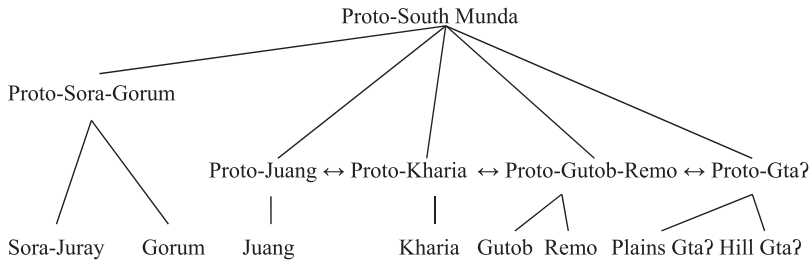 Proto-South Munda
Proto-Sora-Gorum
Proto-Juang ↔ Proto-Kharia ↔ Proto-Gutob-Remo ↔ Proto-Gtaʔ
Sora-Juray Gorum Juang Kharia Gutob Remo Plains Gtaʔ Hill Gtaʔ